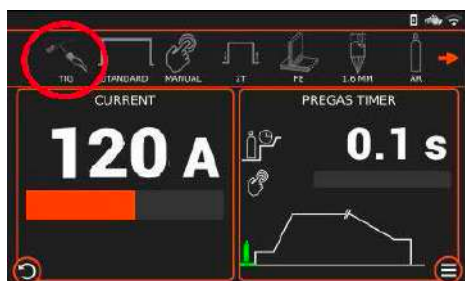 TIG STANDARD MANUAL 2T FE 1.6 MM AR
CURRENT
120 A
PREGAS TIMER
0.1 s